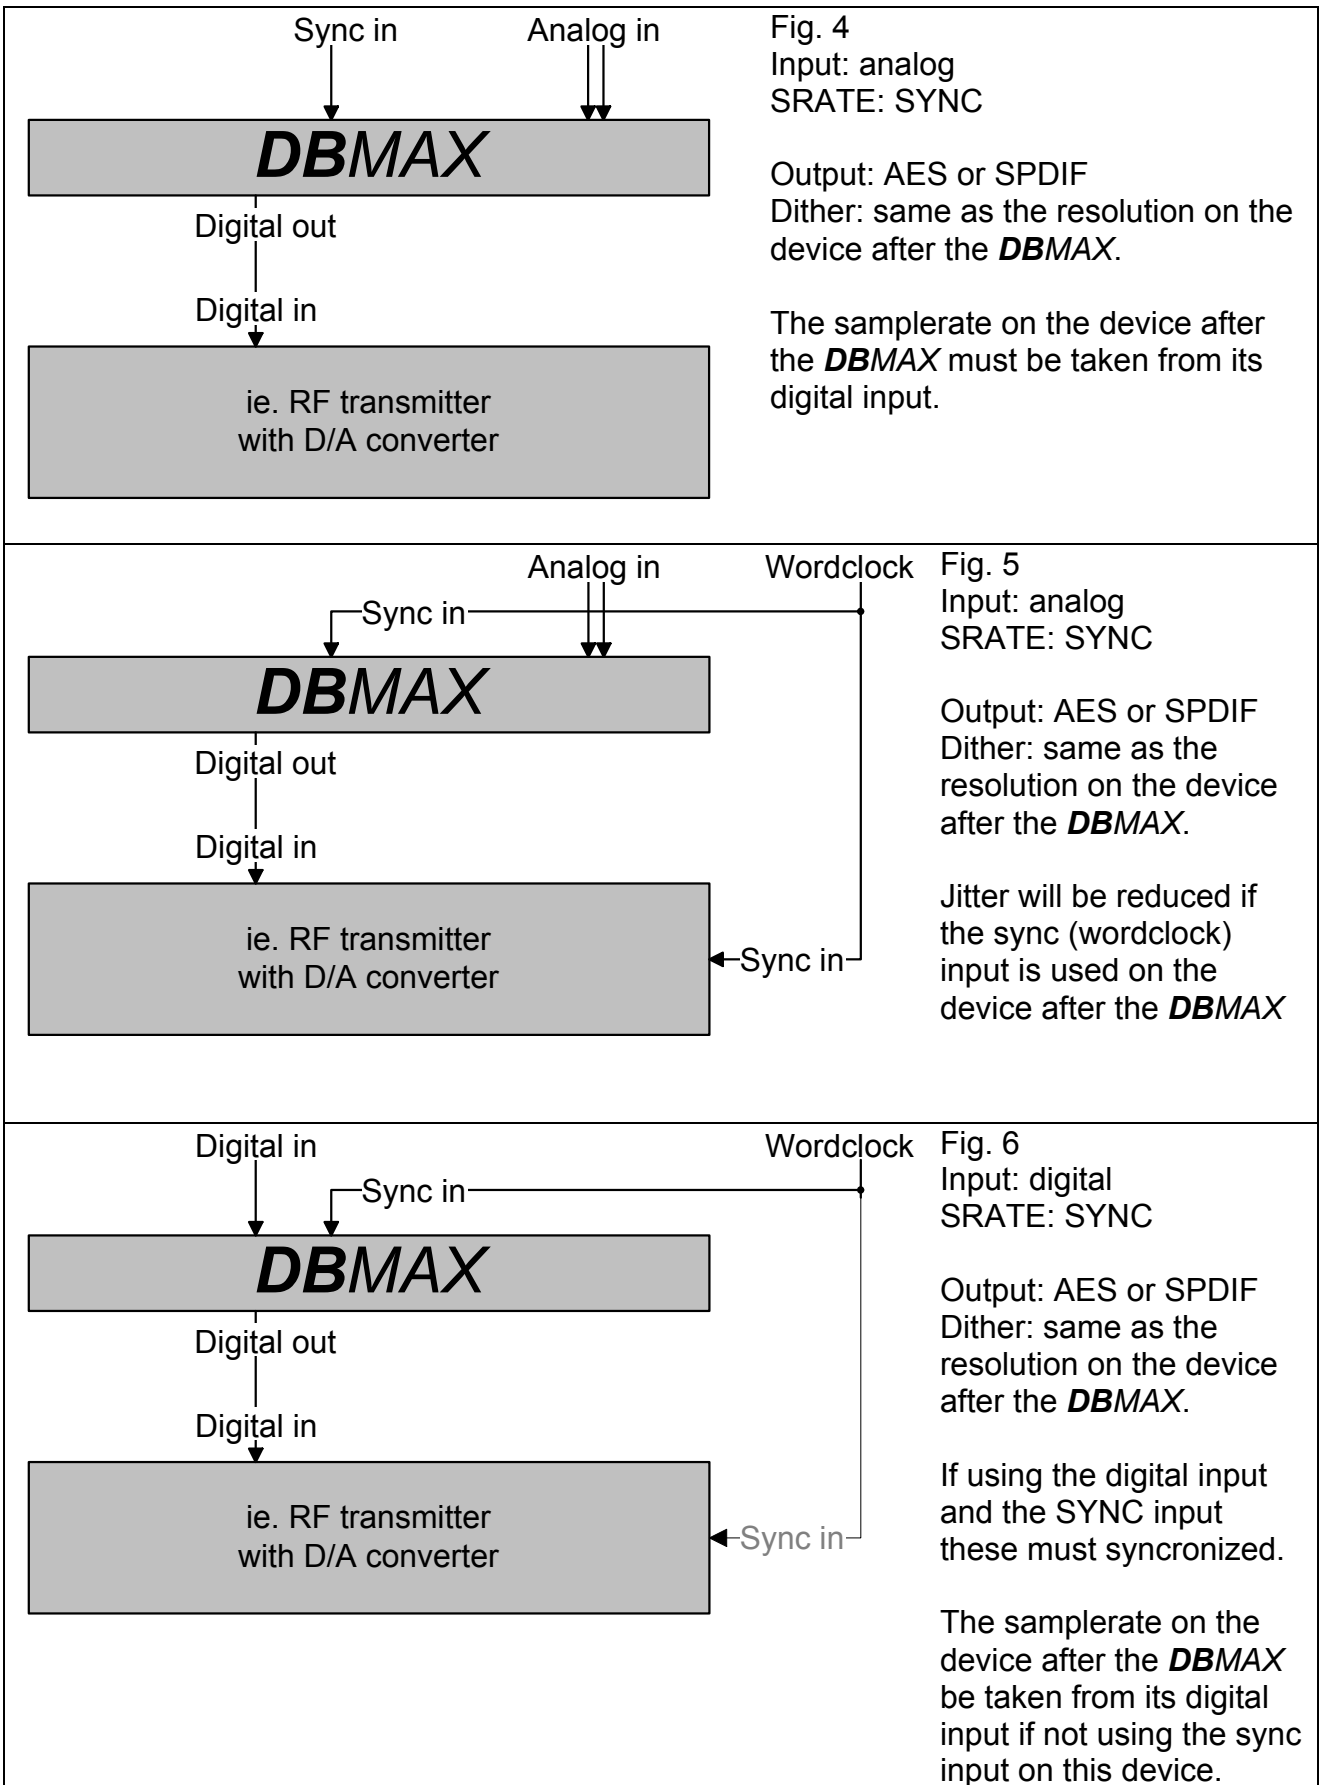 Sync in
Analog in
DBMAX
Digital out
Digital in
ie. RF transmitter
with D/A converter
Fig. 4
Input: analog
SRATE: SYNC
Output: AES or SPDIF
Dither: same as the resolution on the
device after the DBMAX.
The samplerate on the device after
the DBMAX must be taken from its
digital input.
Analog in
Wordclock
Sync in
DBMAX
Digital out
Digital in
ie. RF transmitter
with D/A converter
Sync in
Fig. 5
Input: analog
SRATE: SYNC
Output: AES or SPDIF
Dither: same as the
resolution on the device
after the DBMAX.
Jitter will be reduced if
the sync (wordclock)
input is used on the
device after the DBMAX
Digital in
Wordclock
Sync in
DBMAX
Digital out
Digital in
ie. RF transmitter
with D/A converter
Sync in
Fig. 6
Input: digital
SRATE: SYNC
Output: AES or SPDIF
Dither: same as the
resolution on the device
after the DBMAX.
If using the digital input
and the SYNC input
these must syncronized.
The samplerate on the
device after the DBMAX
be taken from its digital
input if not using the sync
input on this device.